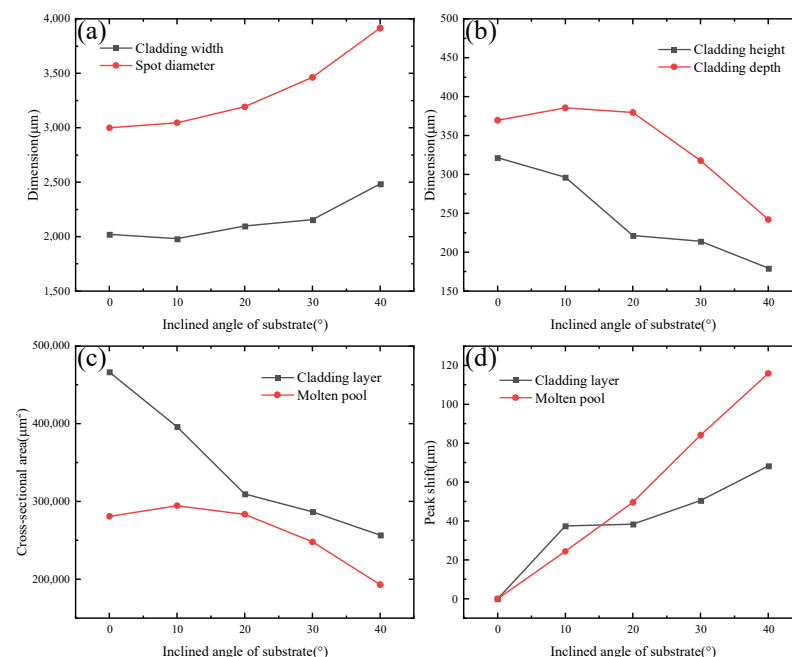 (a)
Cladding width
Spot diameter
Dimension(μm)
4,000
3,500
3,000
2,500
2,000
1,500
0 10 20 30 40
Inclined angle of substrate(°)
(b)
Cladding height
Cladding depth
Dimension(μm)
500
450
400
350
300
250
200
150
0 10 20 30 40
Inclined angle of substrate(°)
(c)
Cladding layer
Molten pool
Cross-sectional area(μm²)
500,000
400,000
300,000
200,000
0 10 20 30 40
Inclined angle of substrate(°)
(d)
Cladding layer
Molten pool
Peak shift(μm)
120
100
80
60
40
20
0
0 10 20 30 40
Inclined angle of substrate(°)